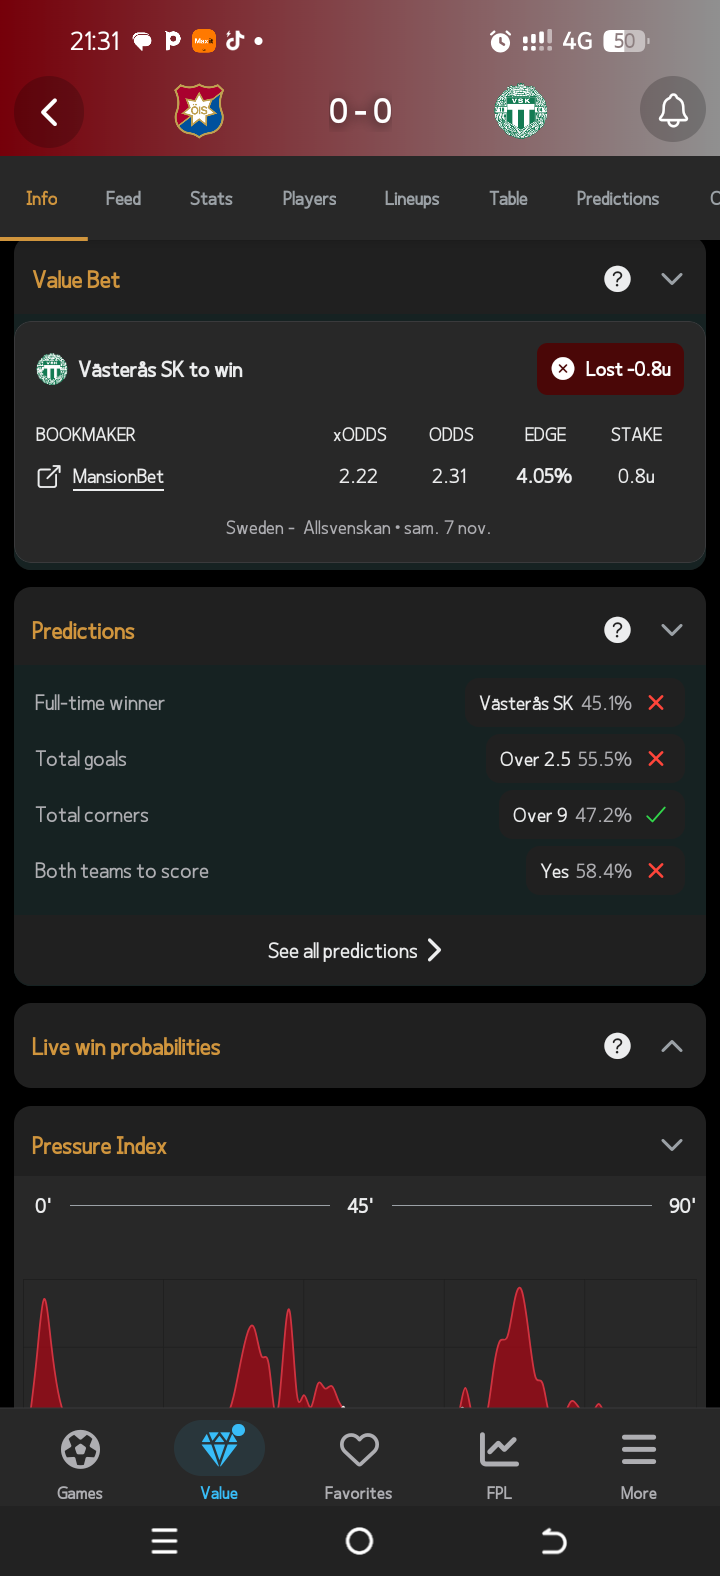 21:31 4G 50
ÖIS 0 - 0 VSK
Info Feed Stats Players Lineups Table Predictions
Value Bet ?
Västerås SK to win Lost -0.8u
BOOKMAKER xODDS ODDS EDGE STAKE
MansionBet 2.22 2.31 4.05% 0.8u
Sweden - Allsvenskan • sam. 7 nov.
Predictions ?
Full-time winner Västerås SK 45.1%
Total goals Over 2.5 55.5%
Total corners Over 9 47.2%
Both teams to score Yes 58.4%
See all predictions
Live win probabilities ?
Pressure Index
0' 45' 90'
Games Value Favorites FPL More